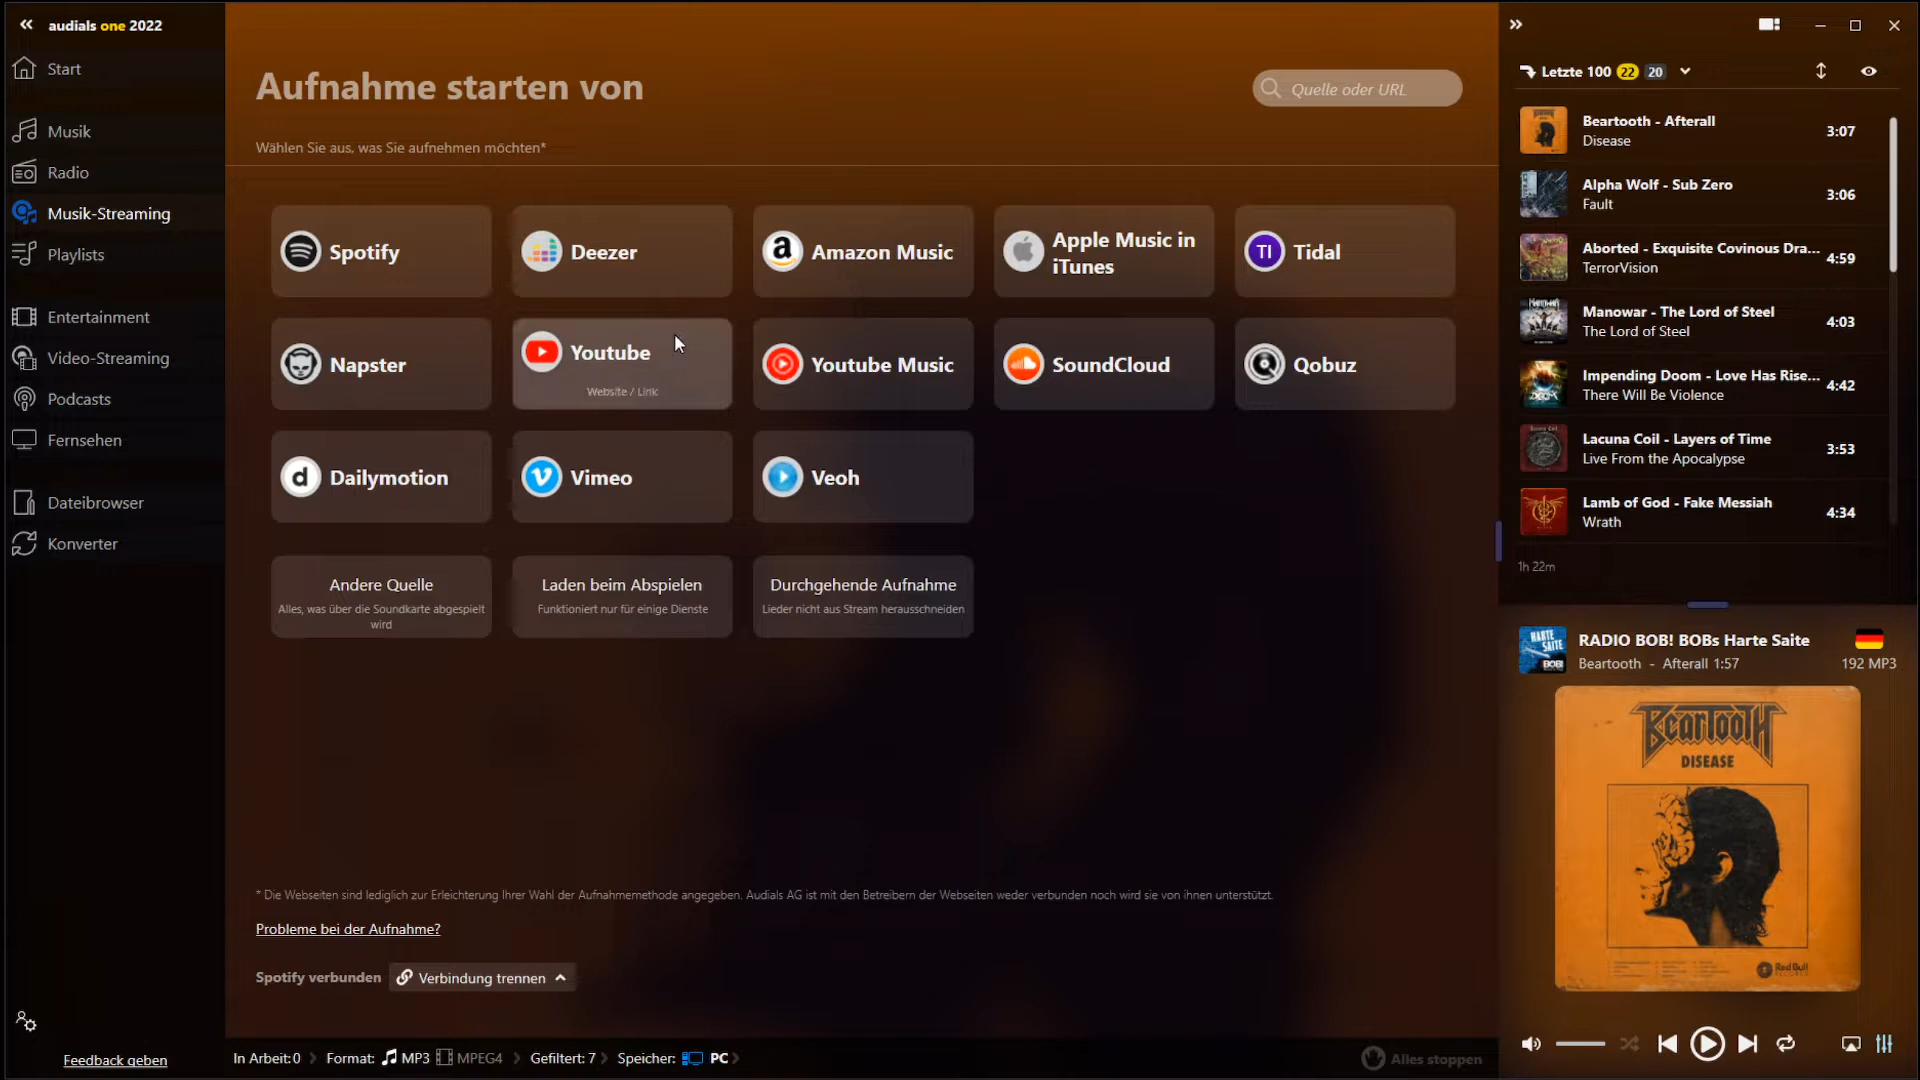 audials one 2022
Start
Musik
Radio
Musik-Streaming
Playlists
Entertainment
Video-Streaming
Podcasts
Fernsehen
Dateibrowser
Konverter
Feedback geben
Aufnahme starten von
Quelle oder URL
Wählen Sie aus, was Sie aufnehmen möchten*
Spotify
Deezer
a
Amazon Music
Apple Music in
iTunes
TI
Tidal
Napster
Youtube
Website / Link
Youtube Music
SoundCloud
Qobuz
d
Dailymotion
Vimeo
Veoh
Andere Quelle
Alles, was über die Soundkarte abgespielt
wird
Laden beim Abspielen
Funktioniert nur für einige Dienste
Durchgehende Aufnahme
Lieder nicht aus Stream herausschneiden
* Die Webseiten sind lediglich zur Erleichterung Ihrer Wahl der Aufnahmemethode angegeben. Audials AG ist mit den Betreibern der Webseiten weder verbunden noch wird sie von ihnen unterstützt.
Probleme bei der Aufnahme?
Spotify verbunden Verbindung trennen
In Arbeit: 0 Format: MP3 MPEG4 Gefiltert: 7 Speicher: PC
Alles stoppen
Letzte 100 22 20
Beartooth - Afterall
Disease
3:07
Alpha Wolf - Sub Zero
Fault
3:06
Aborted - Exquisite Covinous Dra...
TerrorVision
4:59
Manowar - The Lord of Steel
The Lord of Steel
4:03
Impending Doom - Love Has Rise...
There Will Be Violence
4:42
Lacuna Coil - Layers of Time
Live From the Apocalypse
3:53
Lamb of God - Fake Messiah
Wrath
4:34
1h 22m
HARTE
SAITE
BOB!
RADIO BOB! BOBs Harte Saite
Beartooth - Afterall 1:57
192 MP3
BEARTOOTH
DISEASE
Red Bull
RECORDS